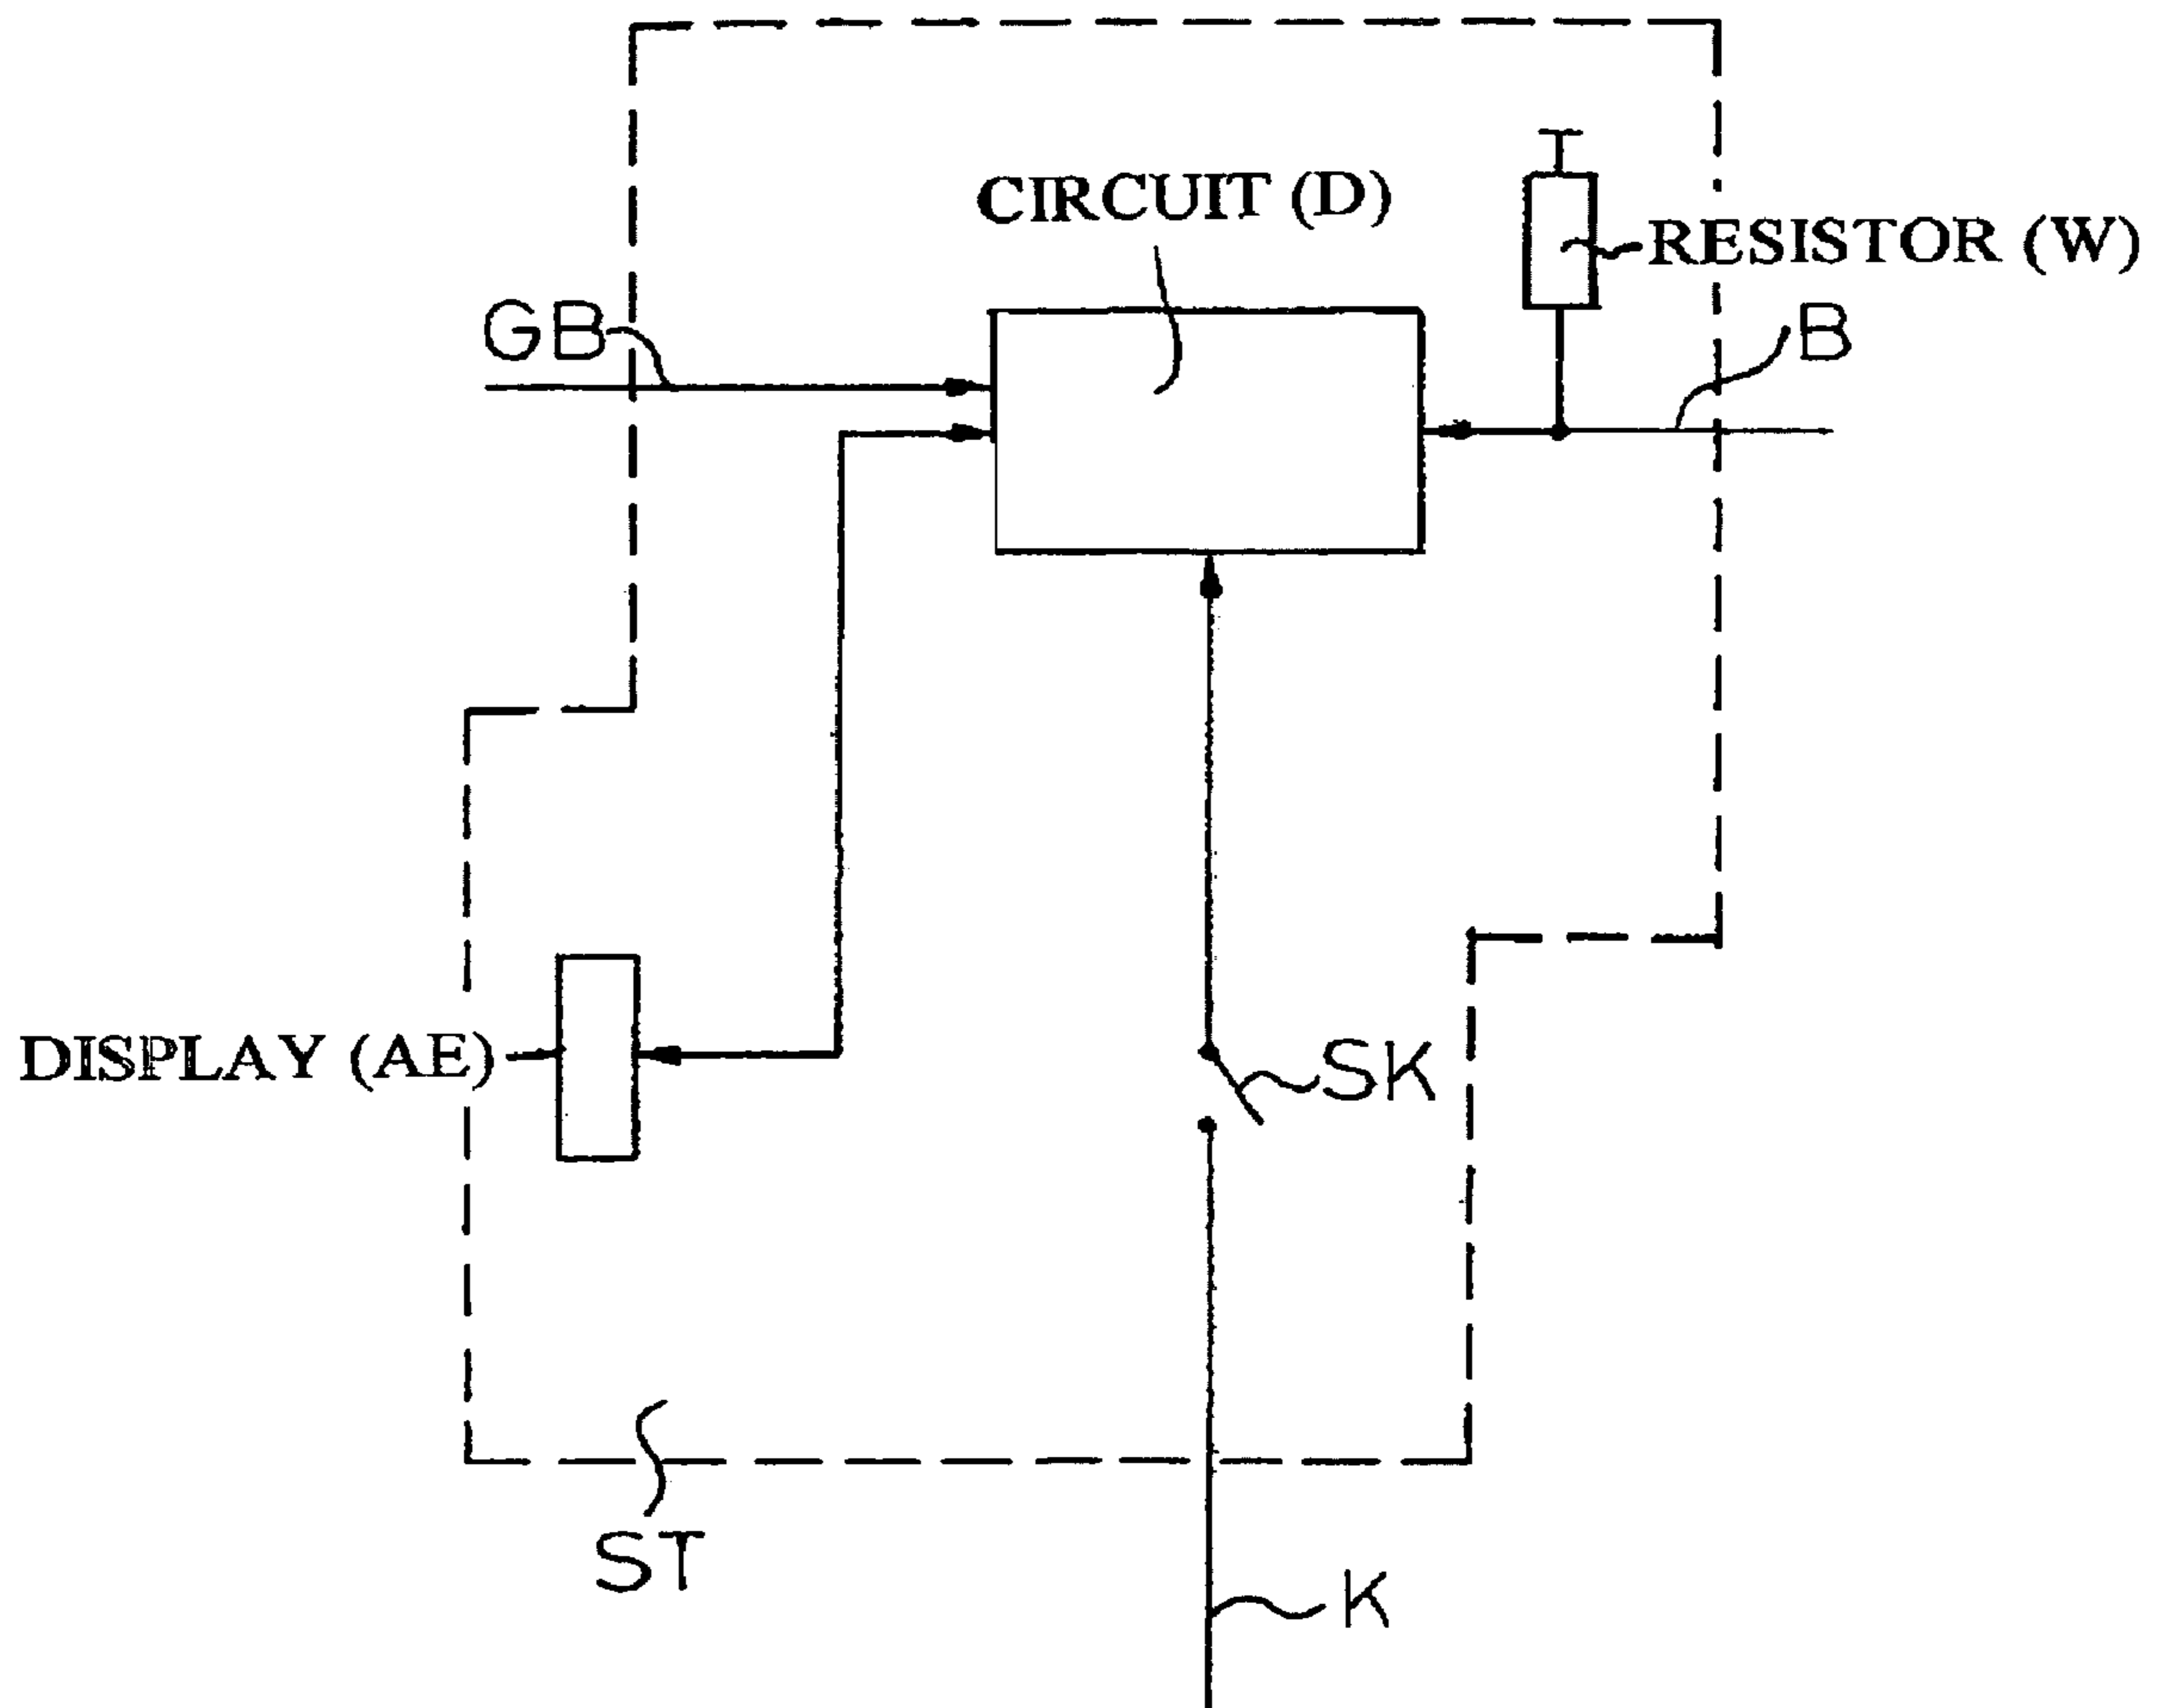 CIRCUIT (D)
RESISTOR (W)
GB
B
DISPLAY (AE)
SK
ST
K